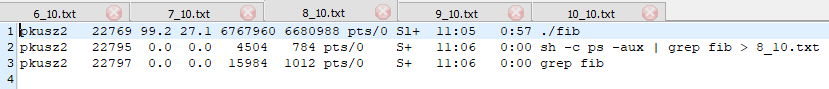 6_10.txt 7_10.txt 8_10.txt 9_10.txt 10_10.txt
1 pkusz2 22769 99.2 27.1 6767960 6680988 pts/0 Sl+ 11:05 0:57 ./fib
2 pkusz2 22795 0.0 0.0 4504 784 pts/0 S+ 11:06 0:00 sh -c ps -aux | grep fib > 8_10.txt
3 pkusz2 22797 0.0 0.0 15984 1012 pts/0 S+ 11:06 0:00 grep fib
4